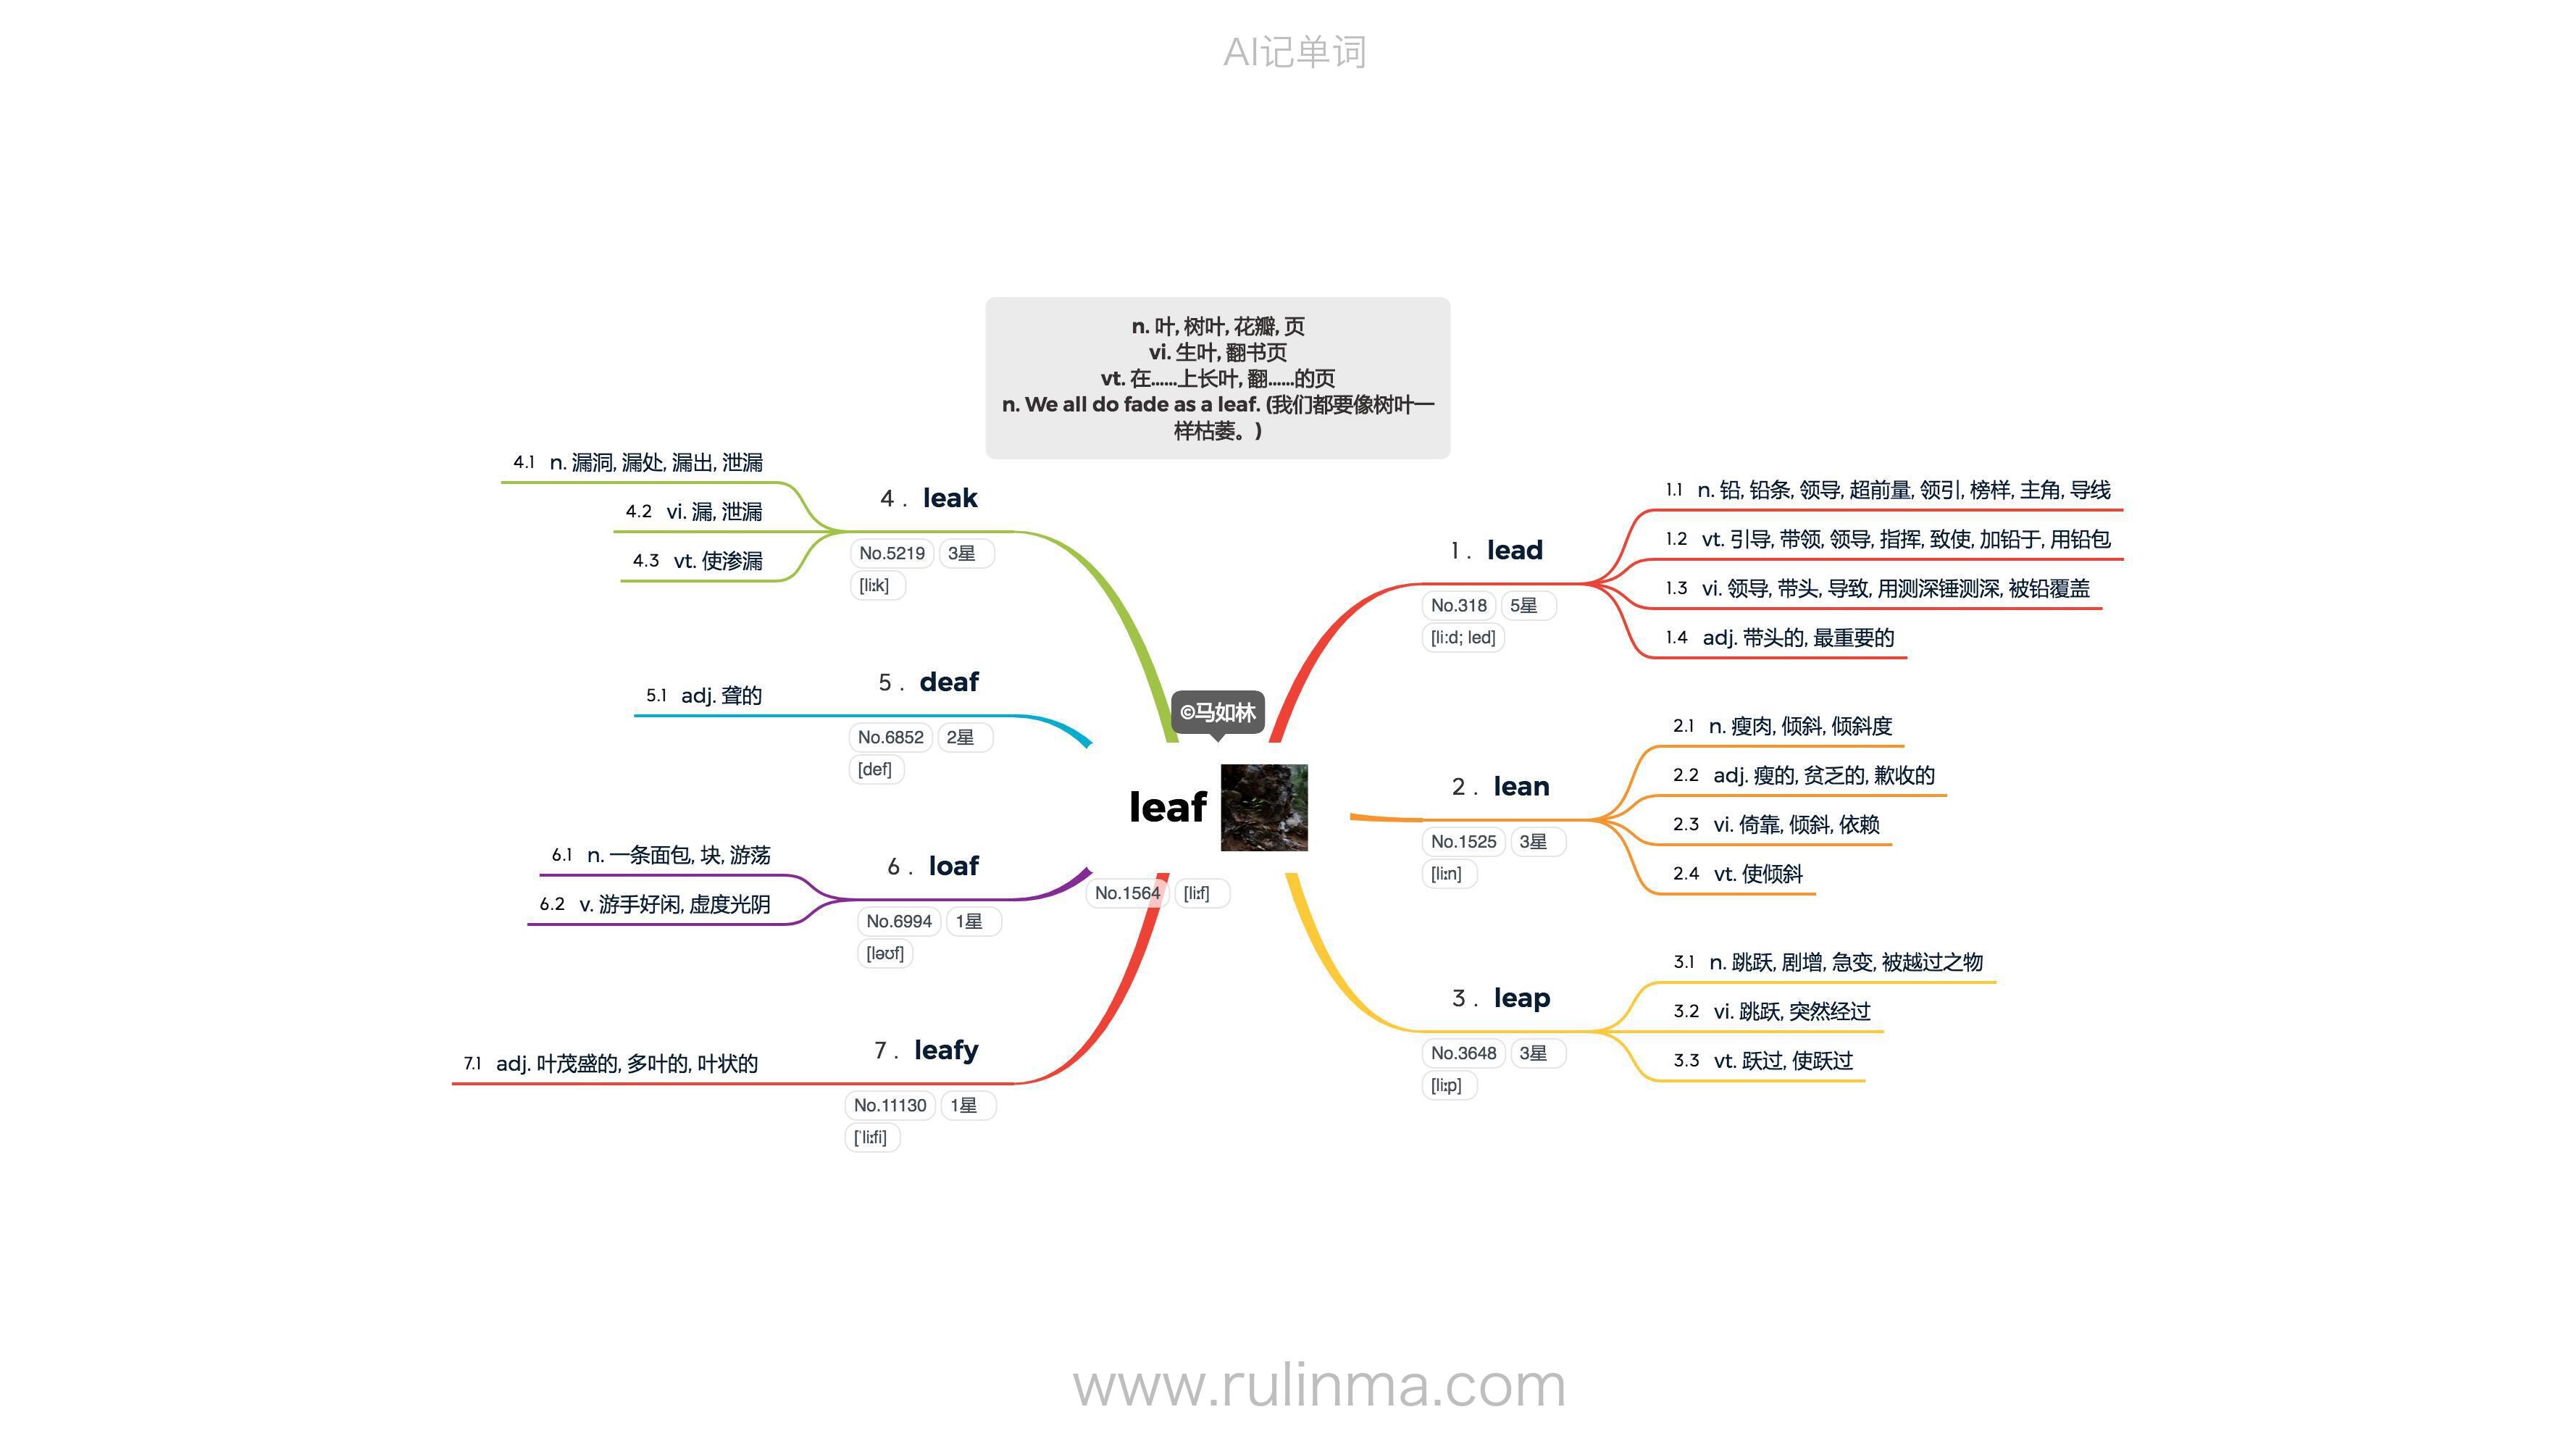 AI记单词
n. 叶, 树叶, 花瓣, 页
vi. 生叶, 翻书页
vt. 在……上长叶, 翻……的页
n. We all do fade as a leaf. (我们都要像树叶一
样枯萎。)
©马如林
leaf
No.1564 [liːf]
1 . lead
No.318 5星
[li:d; led]
1.1 n. 铅, 铅条, 领导, 超前量, 领引, 榜样, 主角, 导线
1.2 vt. 引导, 带领, 领导, 指挥, 致使, 加铅于, 用铅包
1.3 vi. 领导, 带头, 导致, 用测深锤测深, 被铅覆盖
1.4 adj. 带头的, 最重要的
2 . lean
No.1525 3星
[liːn]
2.1 n. 瘦肉, 倾斜, 倾斜度
2.2 adj. 瘦的, 贫乏的, 歉收的
2.3 vi. 倚靠, 倾斜, 依赖
2.4 vt. 使倾斜
3 . leap
No.3648 3星
[liːp]
3.1 n. 跳跃, 剧增, 急变, 被越过之物
3.2 vi. 跳跃, 突然经过
3.3 vt. 跃过, 使跃过
4 . leak
No.5219 3星
[liːk]
4.1 n. 漏洞, 漏处, 漏出, 泄漏
4.2 vi. 漏, 泄漏
4.3 vt. 使渗漏
5 . deaf
No.6852 2星
[def]
5.1 adj. 聋的
6 . loaf
No.6994 1星
[ləʊf]
6.1 n. 一条面包, 块, 游荡
6.2 v. 游手好闲, 虚度光阴
7 . leafy
No.11130 1星
[ˈliːfi]
7.1 adj. 叶茂盛的, 多叶的, 叶状的
www.rulinma.com